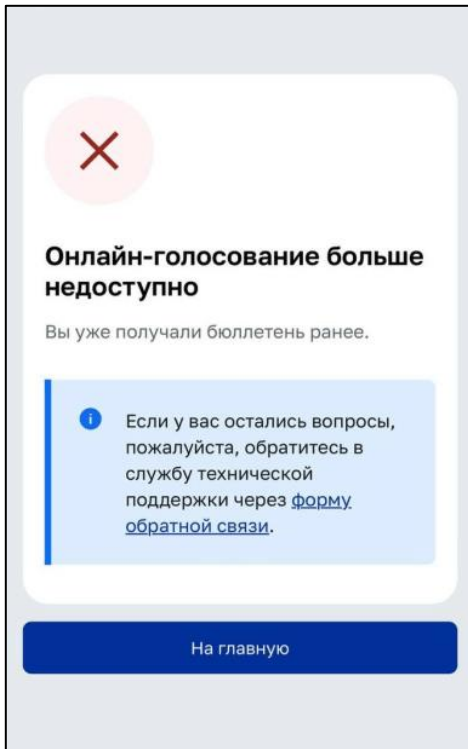 Онлайн-голосование больше
недоступно
Вы уже получали бюллетень ранее.
Если у вас остались вопросы,
пожалуйста, обратитесь в
службу технической
поддержки через форму
обратной связи.
На главную